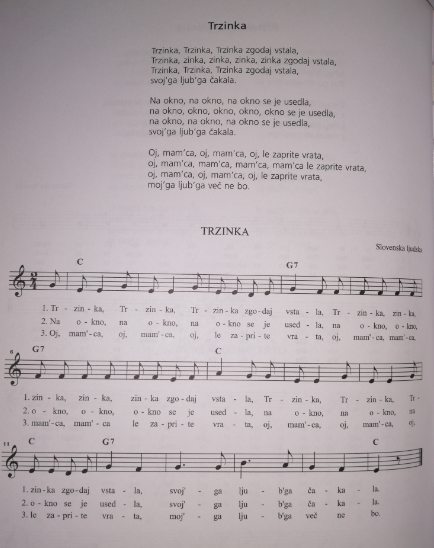 Trzinka
Trzinka, Trzinka, Trzinka zgodaj vstala,
Trzinka, zinka, zinka, zinka, zinka zgodaj vstala,
Trzinka, Trzinka, Trzinka zgodaj vstala,
svoj'ga ljub'ga čakala.
Na okno, na okno, na okno se je usedla,
na okno, okno, okno, okno, okno se je usedla,
na okno, na okno, na okno se je usedla,
svoj'ga ljub'ga čakala.
Oj, mam'ca, oj, mam'ca, oj, le zaprite vrata,
oj, mam'ca, mam'ca, mam'ca, mam'ca le zaprite vrata,
oj, mam'ca, oj, mam'ca, oj, le zaprite vrata,
moj'ga ljub'ga več ne bo.
TRZINKA
Slovenska ljudska
C G7
2 4
1. Tr - zin - ka, Tr - zin - ka, Tr - zin - ka zgo - daj vsta - la, Tr - zin - ka, zin - ka,
2. Na o - kno, na o - kno, na o - kno se je used - la, na o - kno, o - kno,
3. Oj, mam' - ca, oj, mam' - ca, oj, le za - pri - te vra - ta, oj, mam' - ca, mam' - ca,
6 G7 C
1. zin - ka, zin - ka, zin - ka zgo - daj vsta - la, Tr - zin - ka, Tr - zin - ka, Tr -
2. o - kno, o - kno, o - kno se je used - la, na o - kno, na o - kno, na
3. mam' - ca, mam' - ca le za - pri - te vra - ta, oj, mam' - ca, oj, mam' - ca, oj,
11 C G7 C
1. zin - ka zgo - daj vsta - la, svoj' - ga lju - b'ga ča - ka - la.
2. o - kno se je used - la, svoj' - ga lju - b'ga ča - ka - la.
3. le za - pri - te vra - ta, moj' - ga lju - b'ga več ne bo.